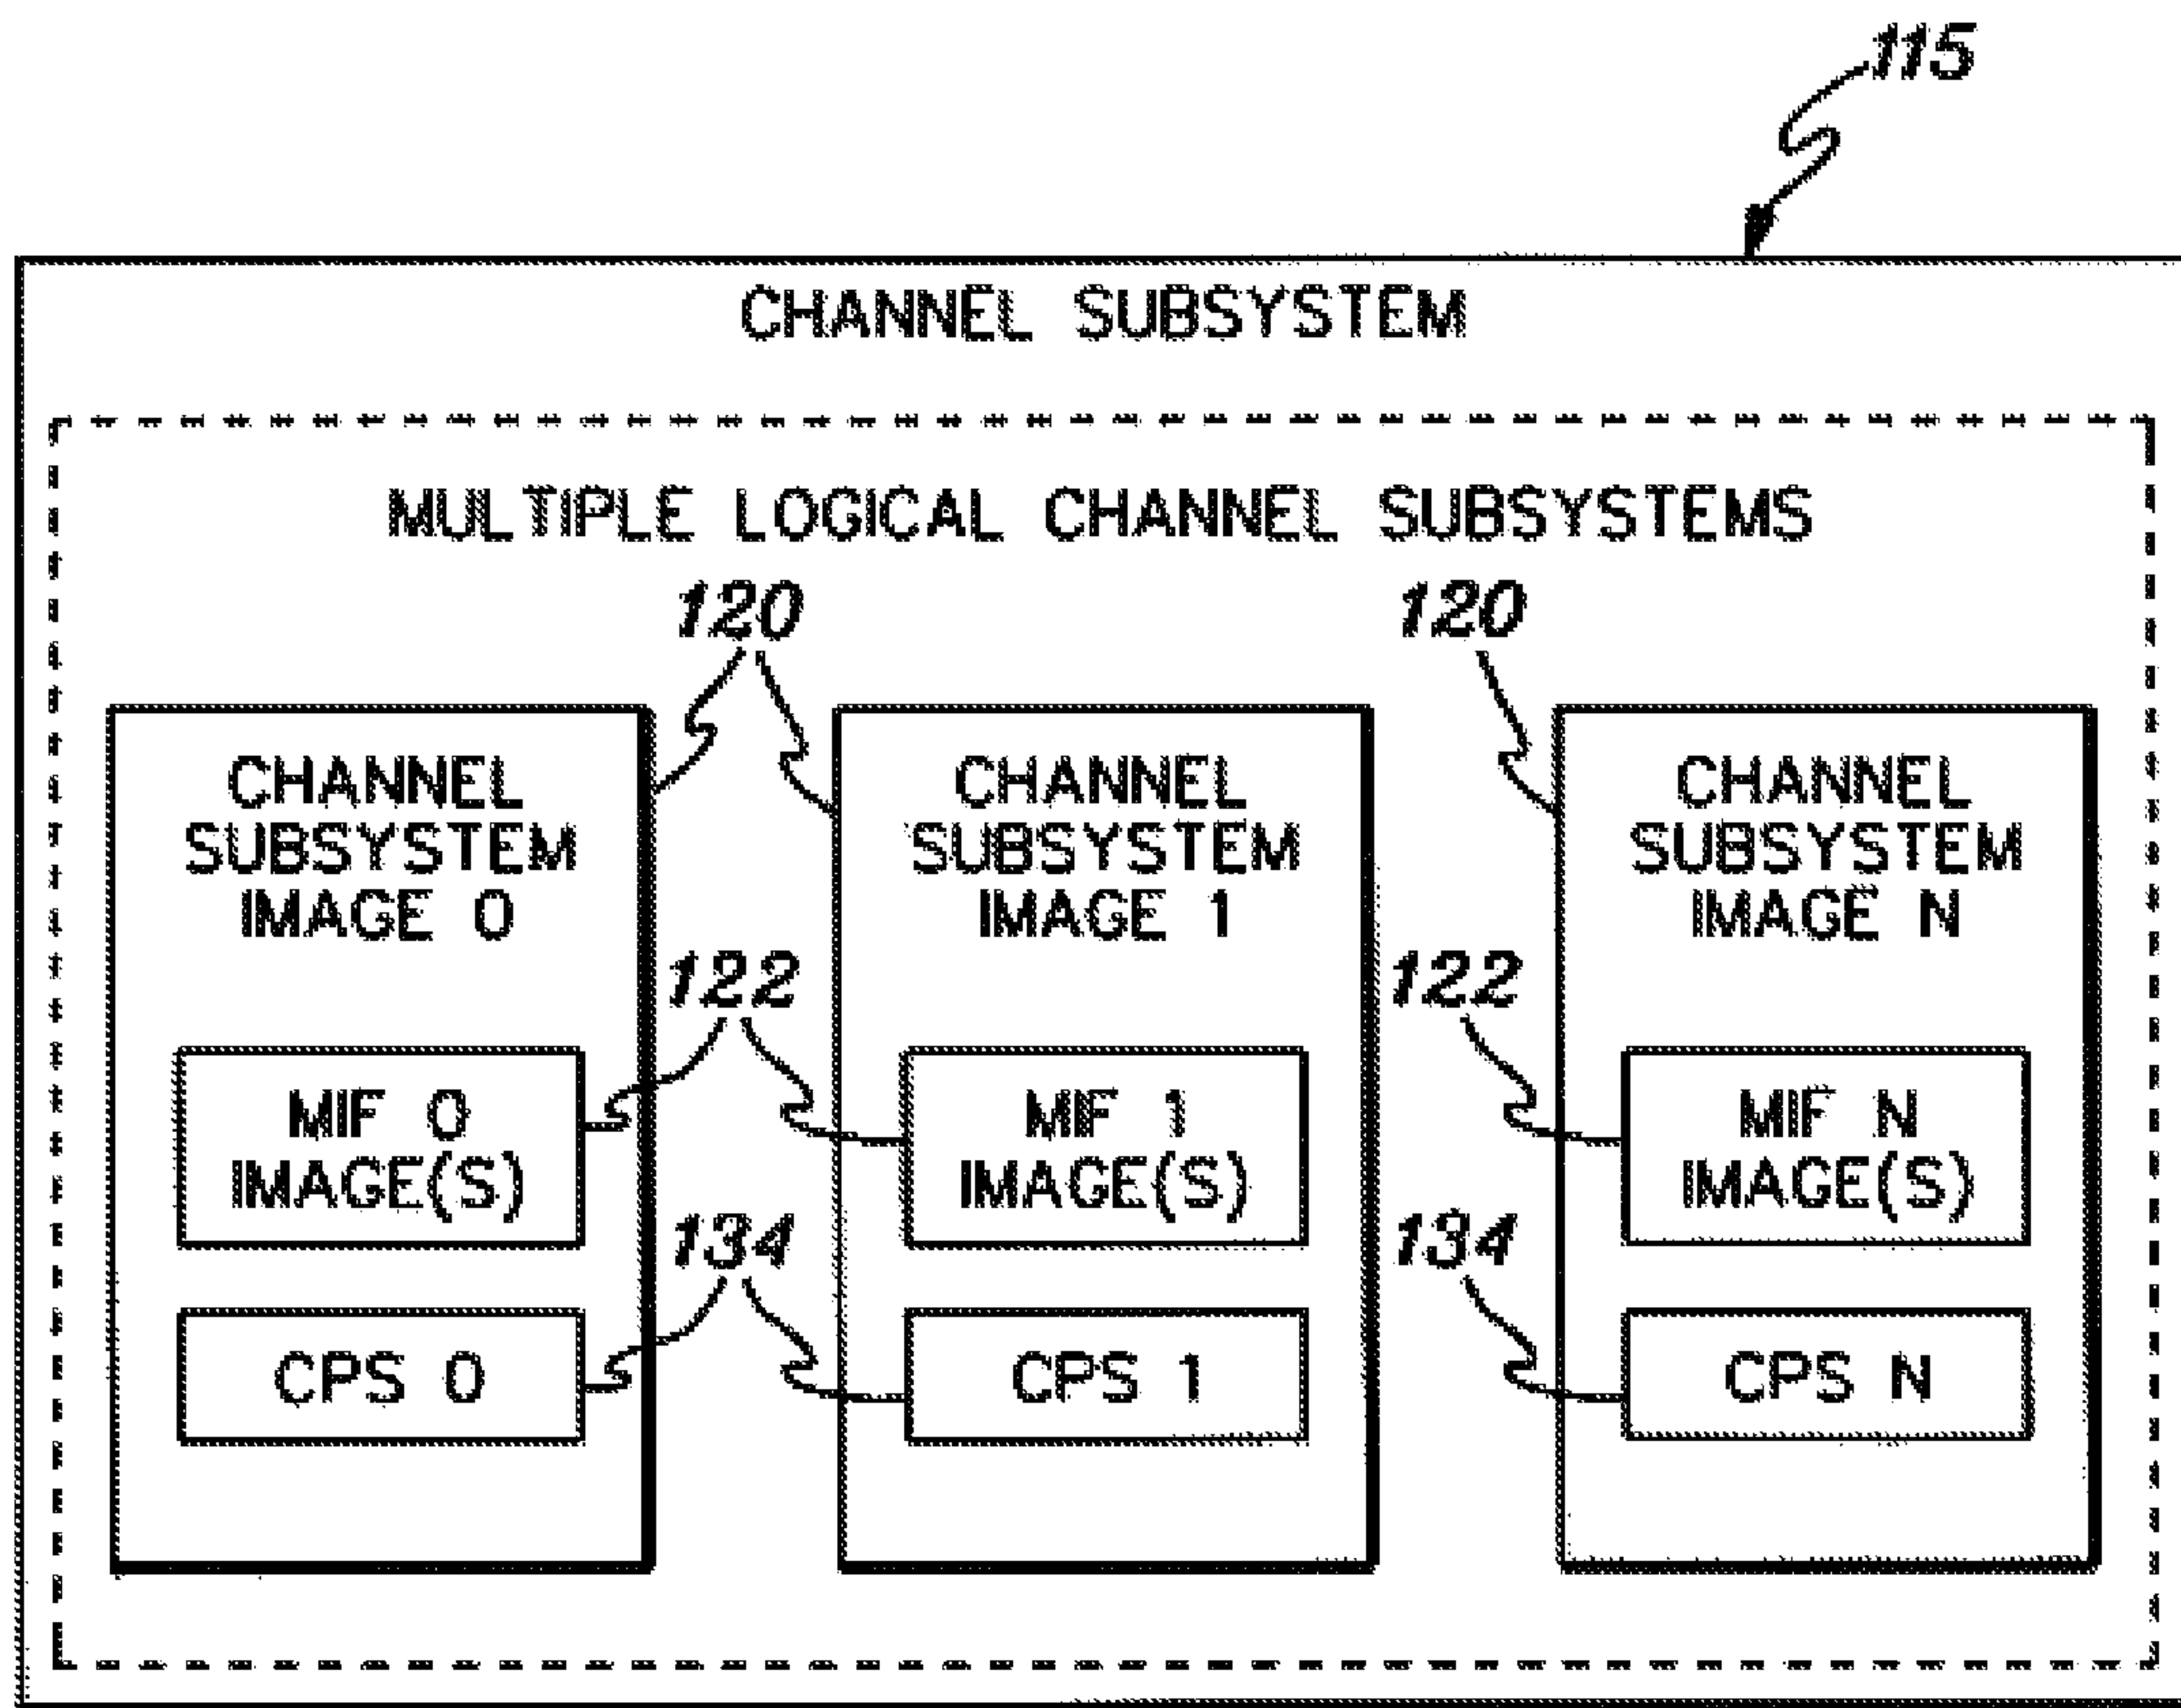 115
CHANNEL SUBSYSTEM
MULTIPLE LOGICAL CHANNEL SUBSYSTEMS
120
120
CHANNEL
SUBSYSTEM
IMAGE 0
CHANNEL
SUBSYSTEM
IMAGE 1
CHANNEL
SUBSYSTEM
IMAGE N
122
122
MIF 0
IMAGE(S)
MIF 1
IMAGE(S)
MIF N
IMAGE(S)
134
134
CPS 0
CPS 1
CPS N